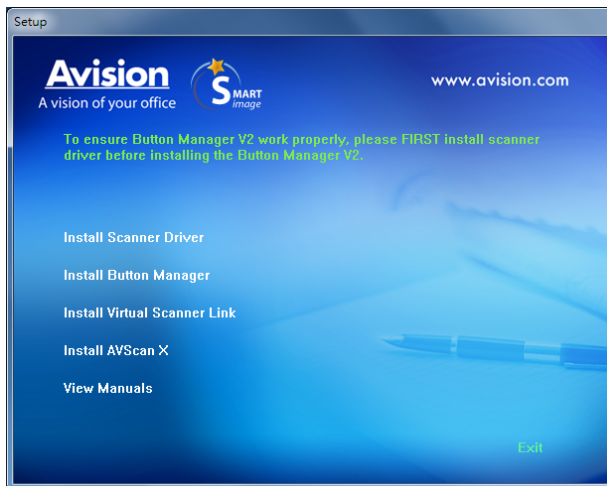 Setup
Avision
A vision of your office
SMART
image
www.avision.com
To ensure Button Manager V2 work properly, please FIRST install scanner
driver before installing the Button Manager V2.
Install Scanner Driver
Install Button Manager
Install Virtual Scanner Link
Install AVScan X
View Manuals
Exit